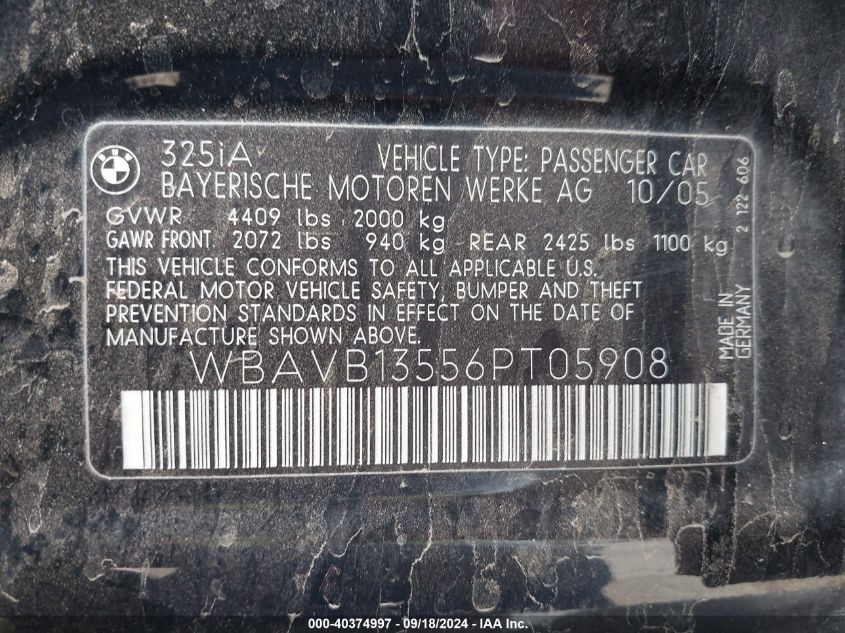 325iA VEHICLE TYPE: PASSENGER CAR
BAYERISCHE MOTOREN WERKE AG 10/05
GVWR 4409 lbs 2000 kg
GAWR FRONT 2072 lbs 940 kg REAR 2425 lbs 1100 kg
THIS VEHICLE CONFORMS TO ALL APPLICABLE U.S.
FEDERAL MOTOR VEHICLE SAFETY, BUMPER AND THEFT
PREVENTION STANDARDS IN EFFECT ON THE DATE OF
MANUFACTURE SHOWN ABOVE.
WBAVB13556PT05908
2 122 606
MADE IN
GERMANY
000-40374997 - 09/18/2024 - IAA Inc.